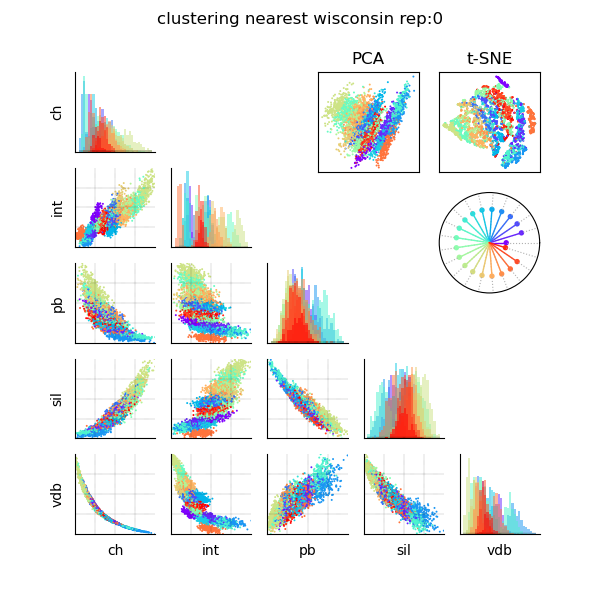 clustering nearest wisconsin rep:0
PCA
t-SNE
ch
int
pb
sil
vdb
ch
int
pb
sil
vdb